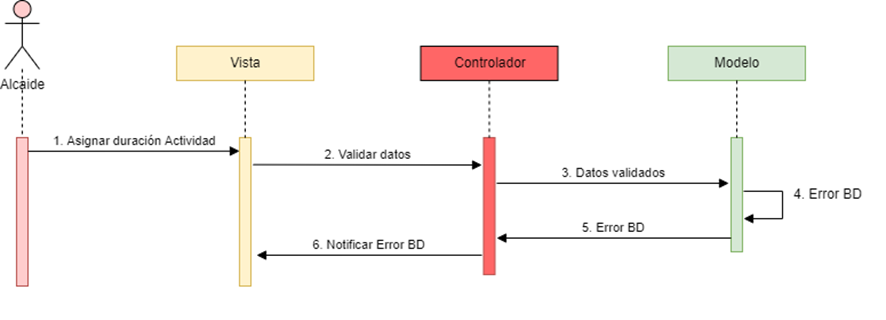 Alcaide
Vista
Controlador
Modelo
1. Asignar duración Actividad
2. Validar datos
3. Datos validados
4. Error BD
5. Error BD
6. Notificar Error BD